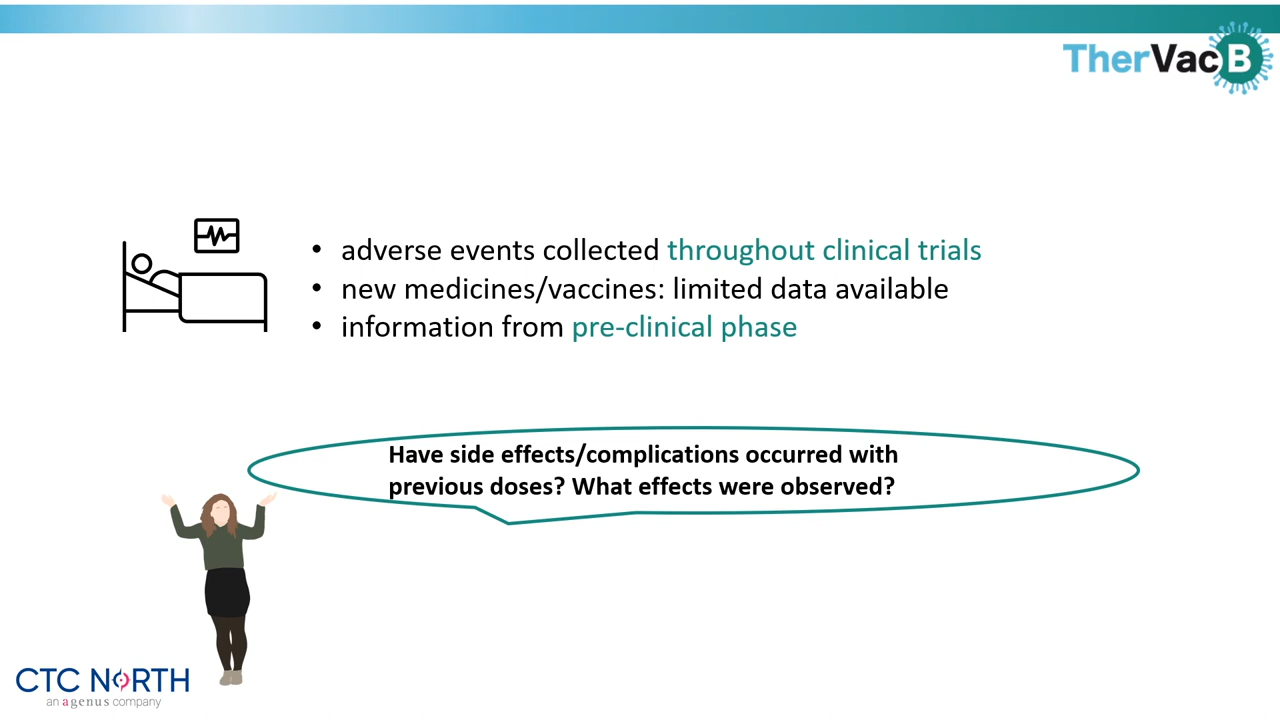 TherVacB
• adverse events collected throughout clinical trials
• new medicines/vaccines: limited data available
• information from pre-clinical phase
Have side effects/complications occurred with
previous doses? What effects were observed?
CTC NORTH
an agenus company